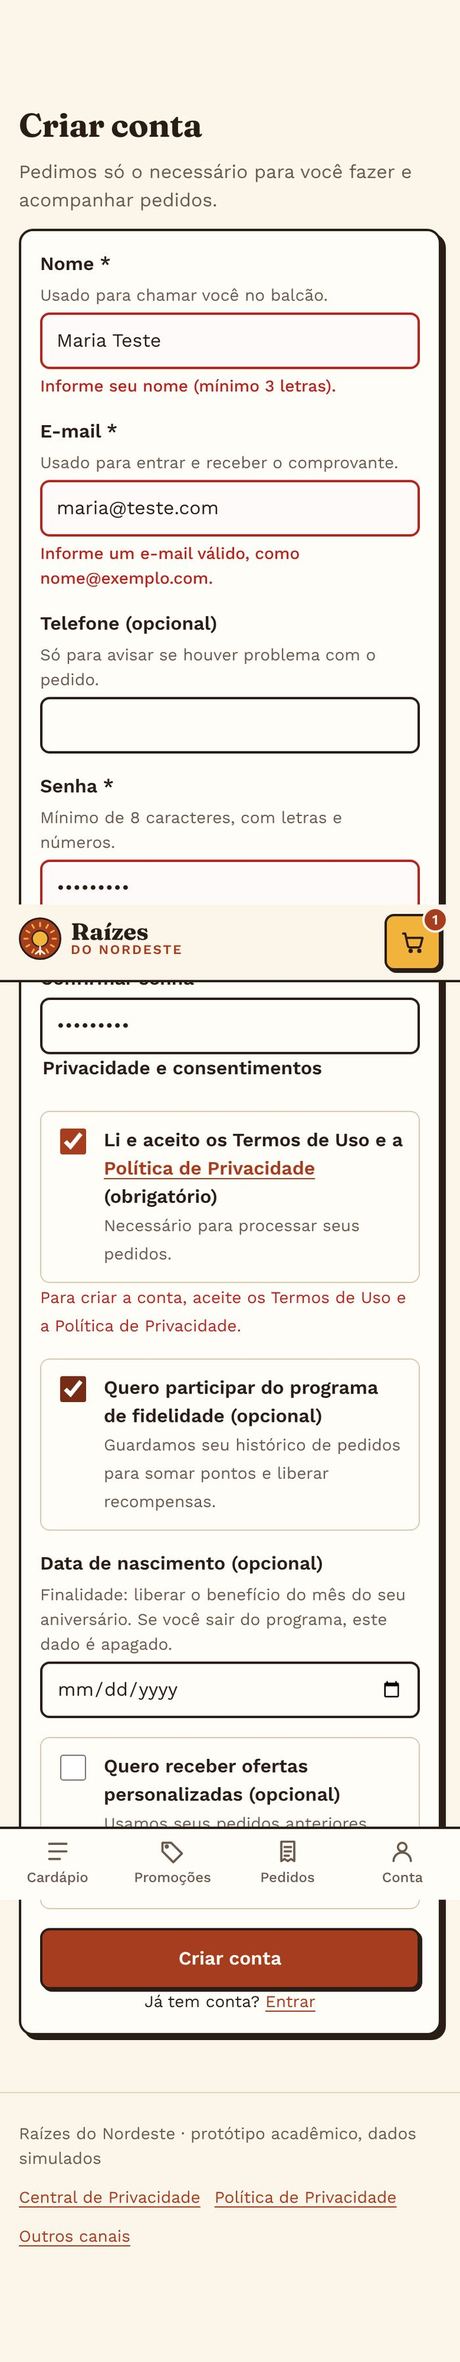 Criar conta
Pedimos só o necessário para você fazer e
acompanhar pedidos.
Nome *
Usado para chamar você no balcão.
Maria Teste
Informe seu nome (mínimo 3 letras).
E-mail *
Usado para entrar e receber o comprovante.
maria@teste.com
Informe um e-mail válido, como
nome@exemplo.com.
Telefone (opcional)
Só para avisar se houver problema com o
pedido.
Senha *
Mínimo de 8 caracteres, com letras e
números.
•••••••••
Raízes
DO NORDESTE
1
Confirmar senha
•••••••••
Privacidade e consentimentos
Li e aceito os Termos de Uso e a
Política de Privacidade
(obrigatório)
Necessário para processar seus
pedidos.
Para criar a conta, aceite os Termos de Uso e
a Política de Privacidade.
Quero participar do programa
de fidelidade (opcional)
Guardamos seu histórico de pedidos
para somar pontos e liberar
recompensas.
Data de nascimento (opcional)
Finalidade: liberar o benefício do mês do seu
aniversário. Se você sair do programa, este
dado é apagado.
mm/dd/yyyy
Quero receber ofertas
personalizadas (opcional)
Usamos seus pedidos anteriores
Cardápio
Promoções
Pedidos
Conta
Criar conta
Já tem conta? Entrar
Raízes do Nordeste · protótipo acadêmico, dados
simulados
Central de Privacidade
Política de Privacidade
Outros canais